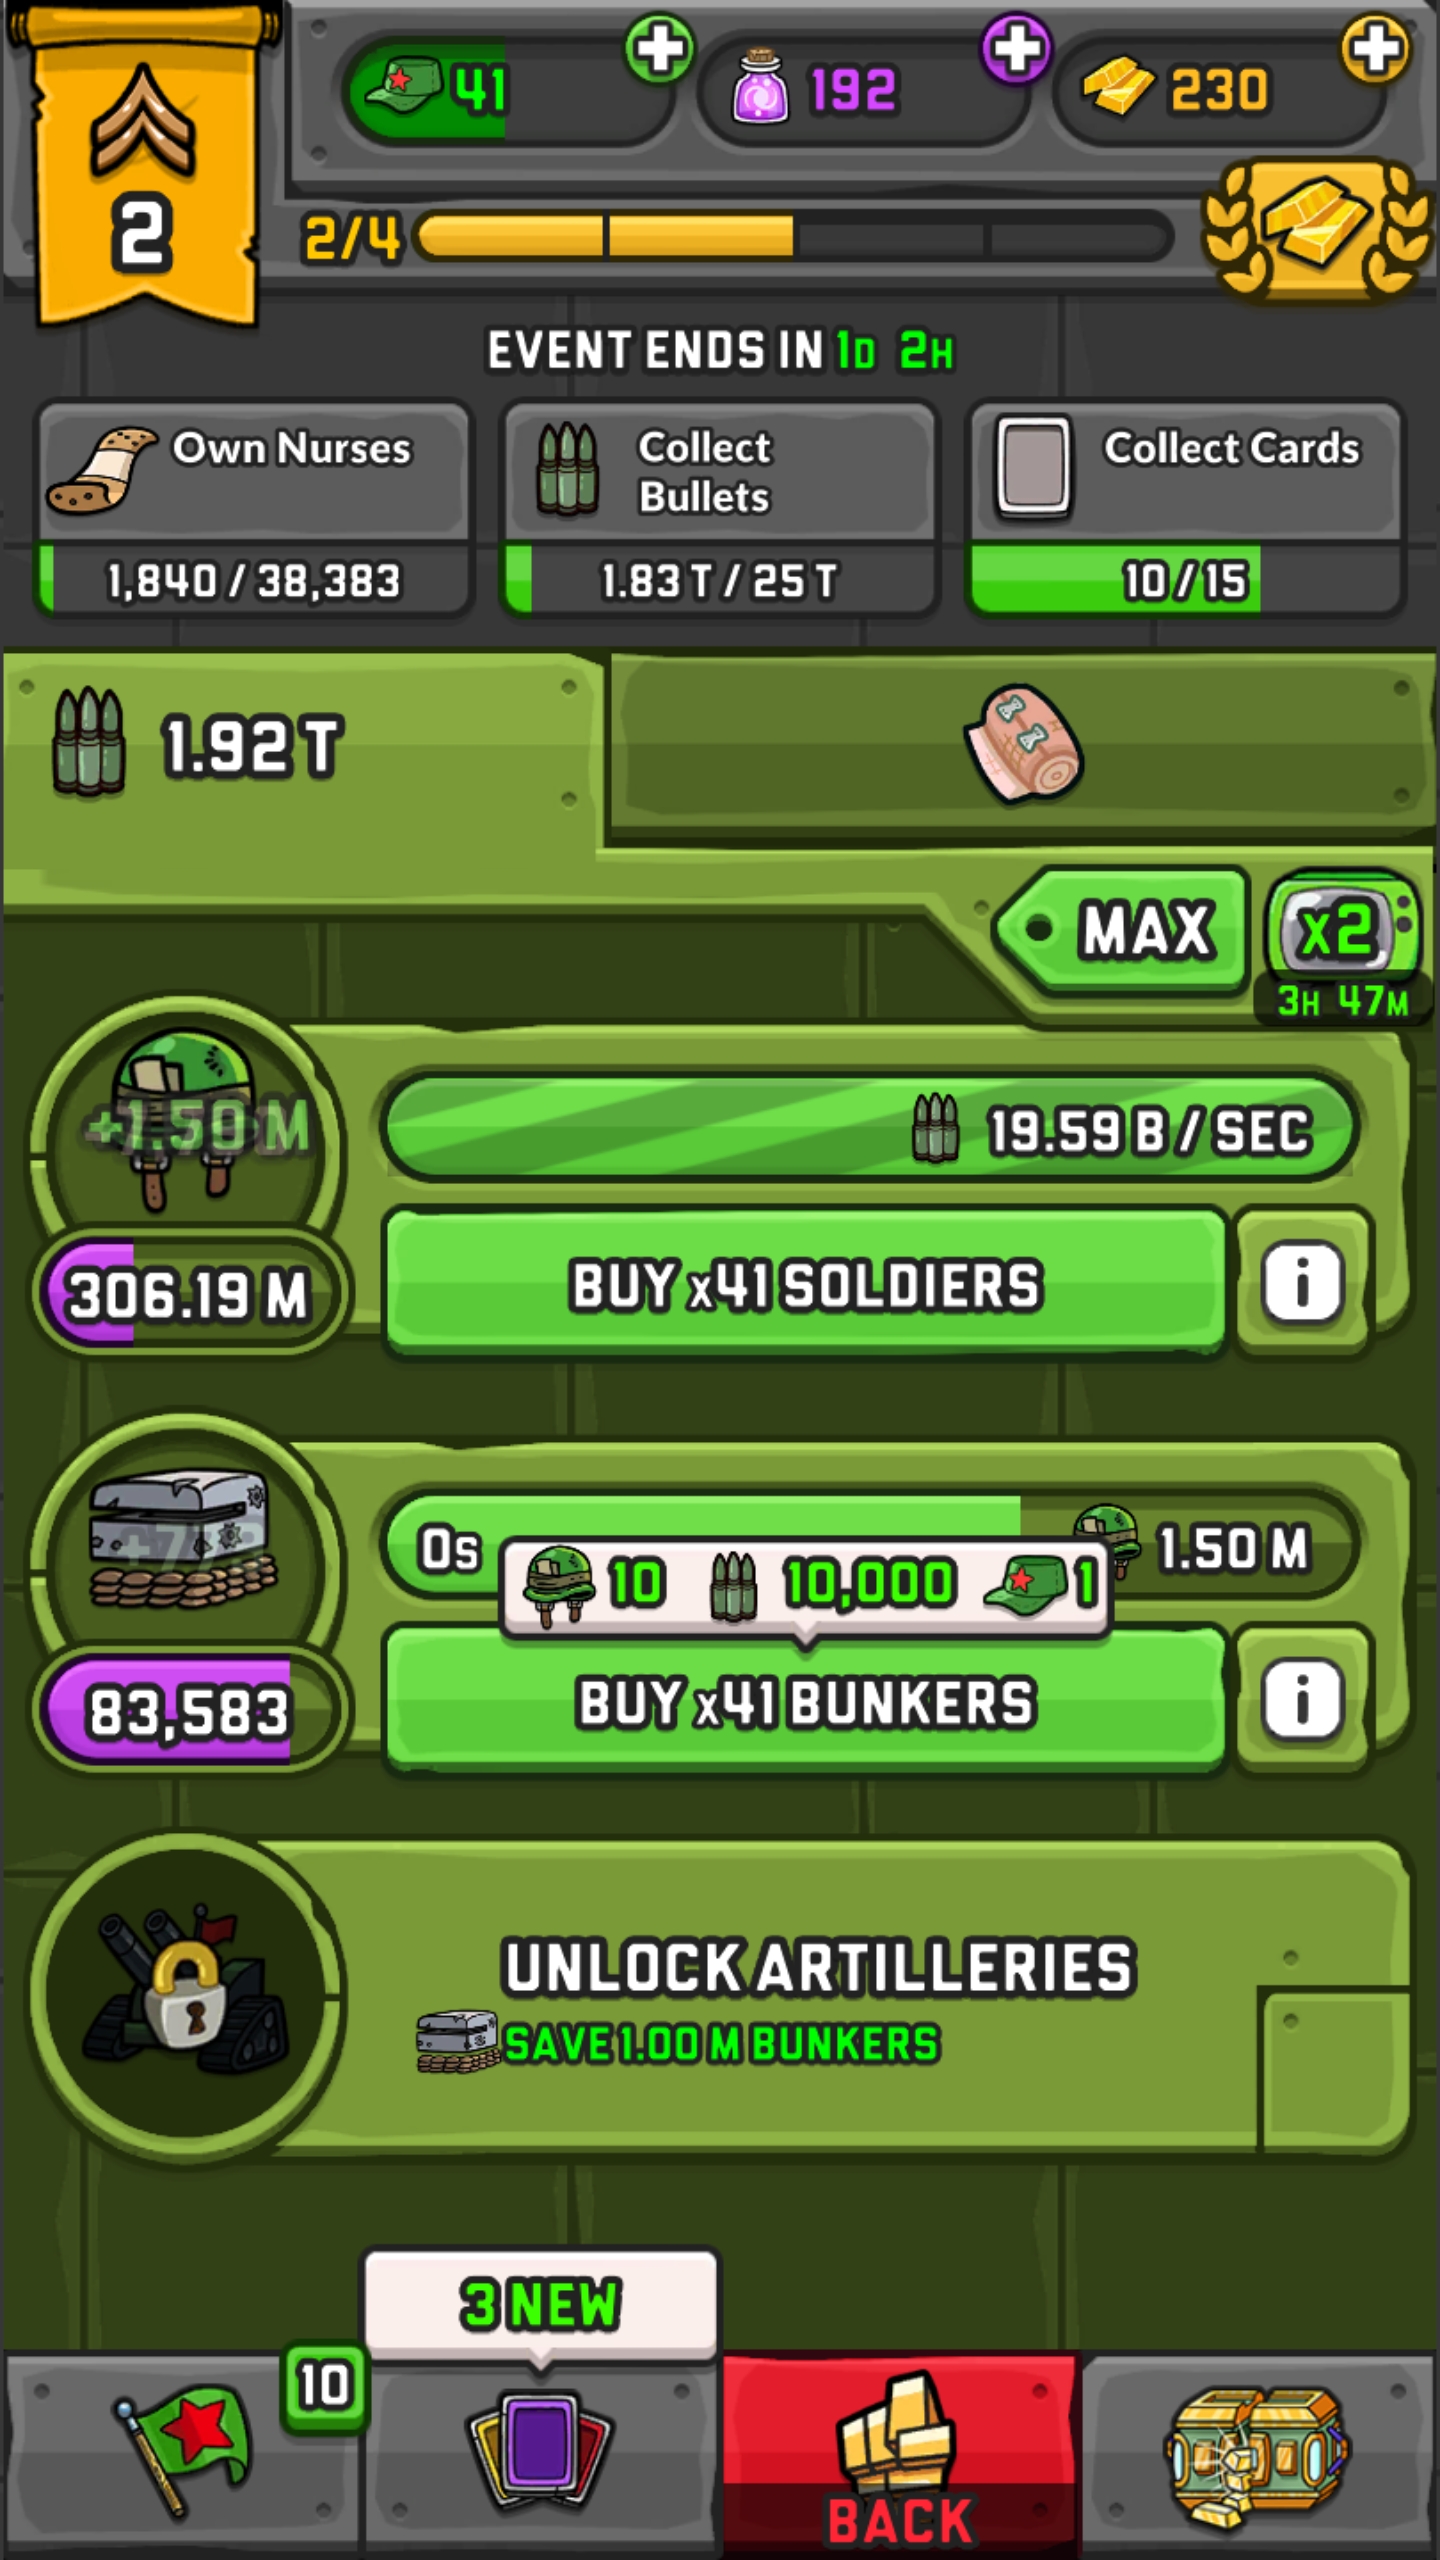 41
192
230
2
2/4
EVENT ENDS IN 1D 2H
Own Nurses
1,840 / 38,383
Collect
Bullets
1.83 T / 25 T
Collect Cards
10 / 15
1.92 T
MAX
x2
3H 47M
+1.50 M
19.59 B / SEC
306.19 M
BUY x41 SOLDIERS
i
0s
1.50 M
10
10,000
1
83,583
BUY x41 BUNKERS
i
UNLOCK ARTILLERIES
SAVE 1.00 M BUNKERS
3 NEW
10
BACK